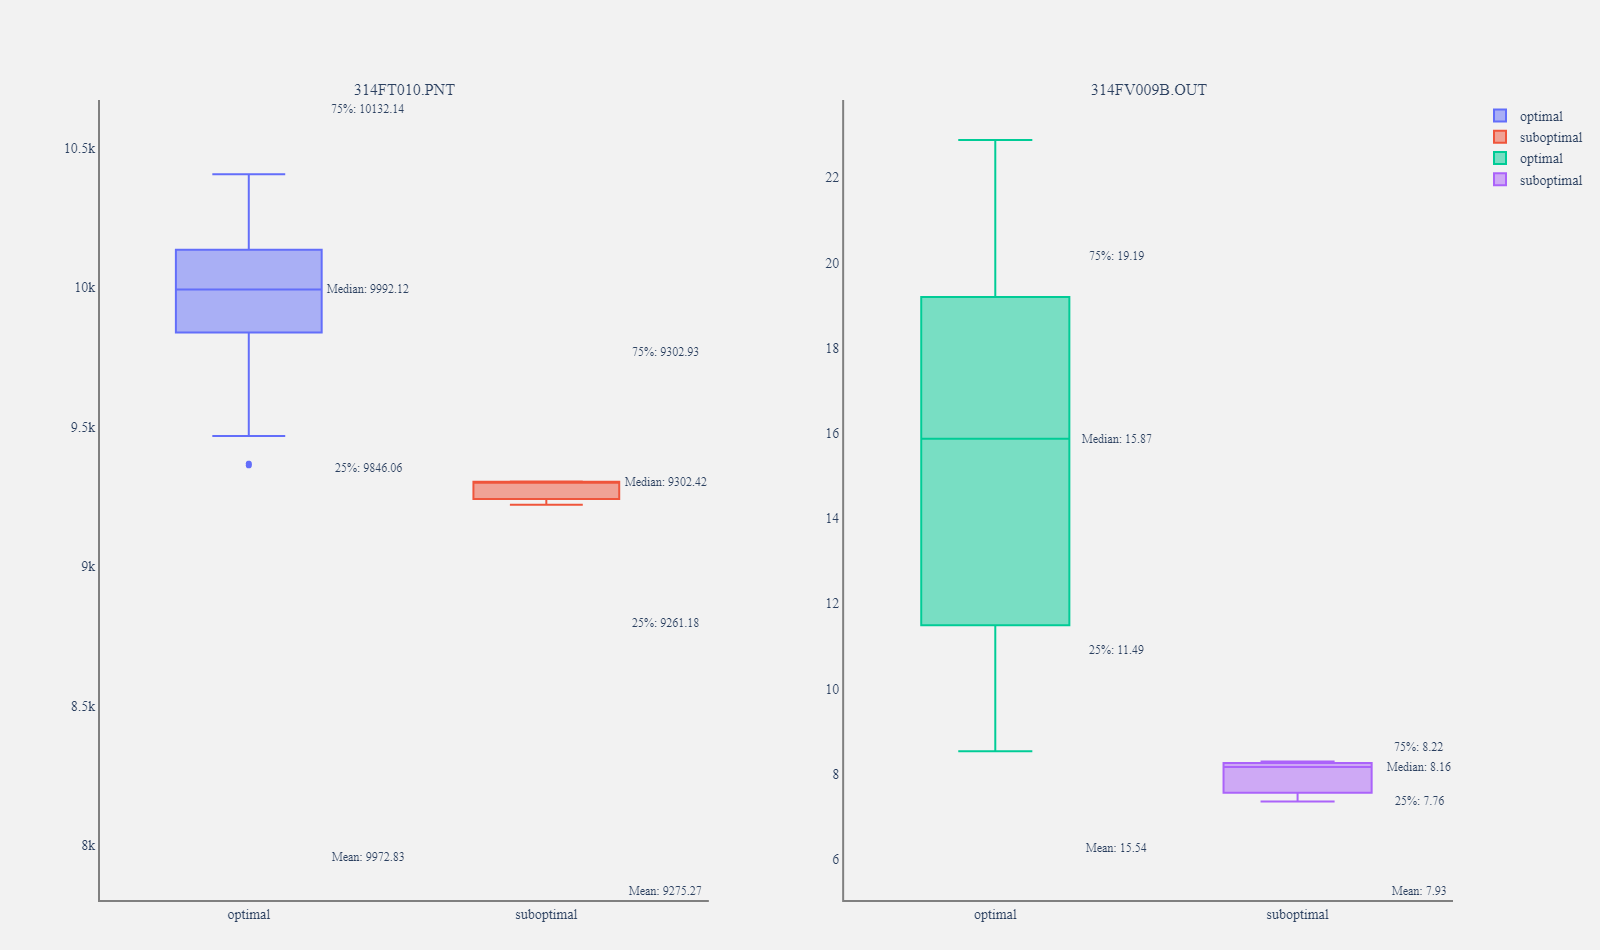 314FT010.PNT
75%: 10132.14
10.5k
10k
9.5k
9k
8.5k
8k
Median: 9992.12
75%: 9302.93
25%: 9846.06
Median: 9302.42
25%: 9261.18
Mean: 9972.83
Mean: 9275.27
optimal
suboptimal
314FV009B.OUT
22
20
18
16
14
12
10
8
6
75%: 19.19
Median: 15.87
25%: 11.49
75%: 8.22
Median: 8.16
25%: 7.76
Mean: 15.54
Mean: 7.93
optimal
suboptimal
optimal
suboptimal
optimal
suboptimal